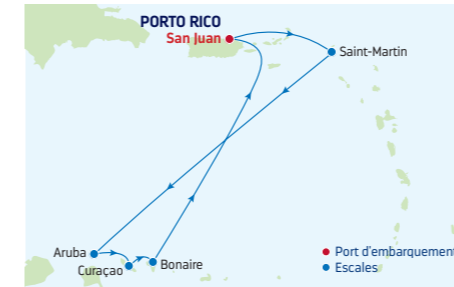 PORTO RICO
San Juan
Saint-Martin
Aruba
Curaçao
Bonaire
Port d'embarquement
Escales